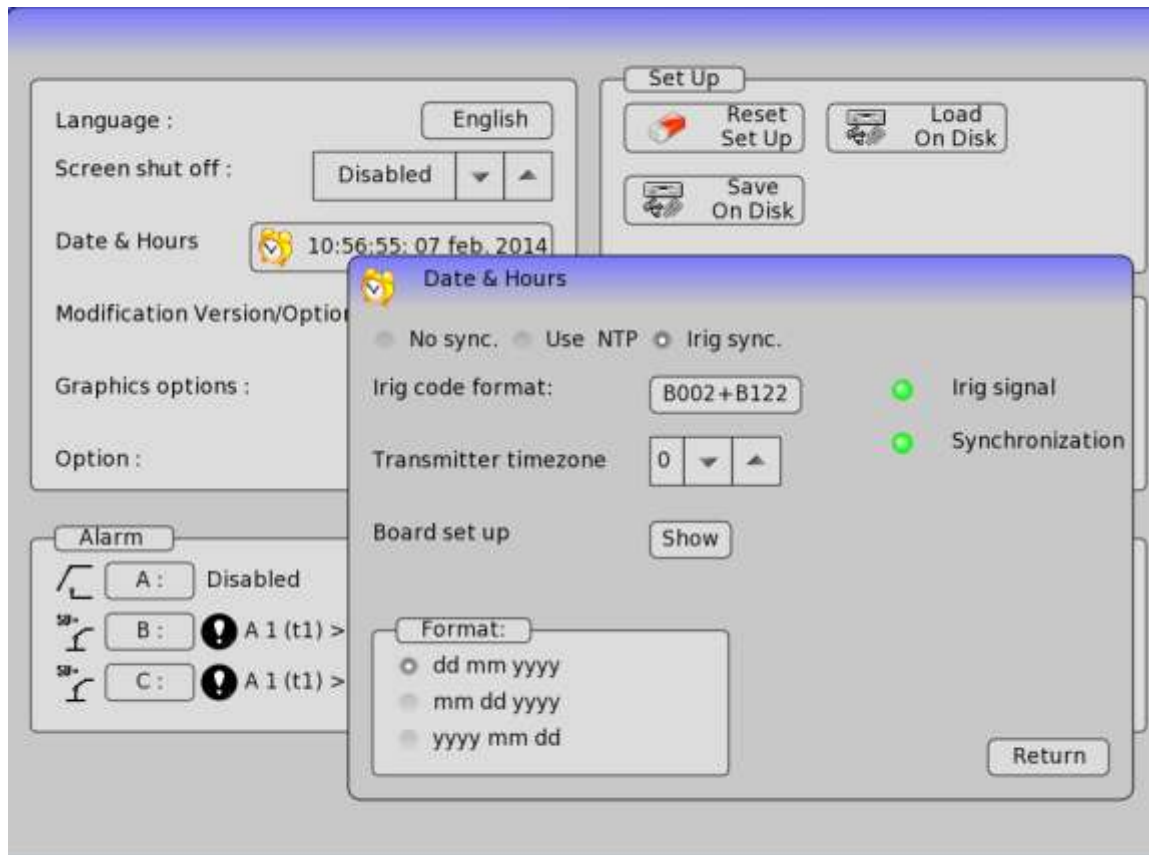 Set Up
Language :
English
Reset
Set Up
Load
On Disk
Screen shut off :
Disabled
Save
On Disk
Date & Hours
10:56:55: 07 feb. 2014
Date & Hours
Modification Version/Option
No sync.
Use NTP
Irig sync.
Graphics options :
Irig code format:
B002+B122
Irig signal
Synchronization
Option :
Transmitter timezone
0
Board set up
Show
Alarm
A :
Disabled
50%
B :
A 1 (t1) >
50%
C :
A 1 (t1) >
Format:
dd mm yyyy
mm dd yyyy
yyyy mm dd
Return